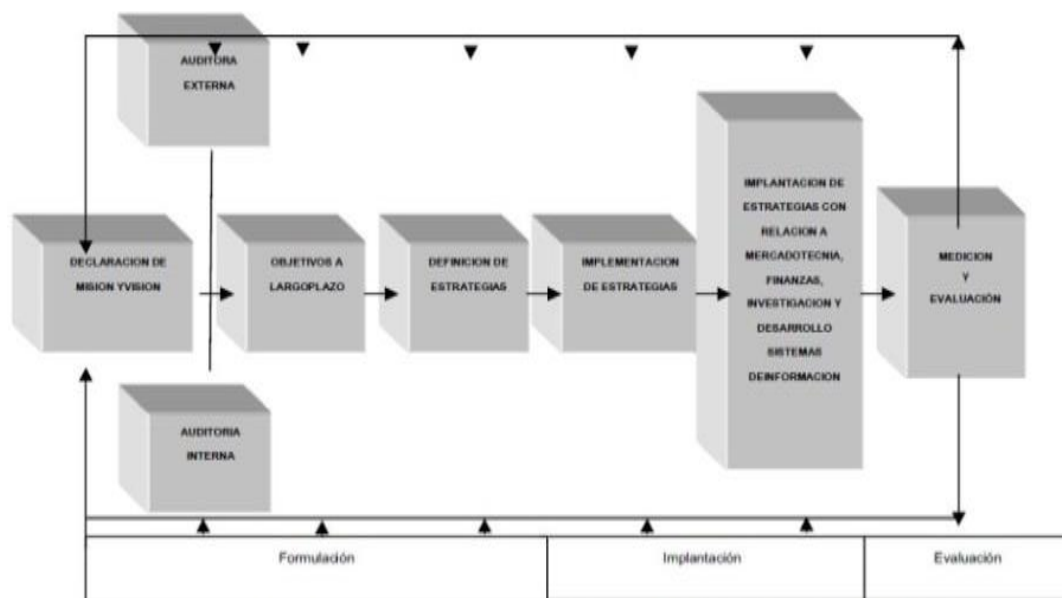 AUDITORA
EXTERNA
DECLARACION DE
MISION YVISION
OBJETIVOS A
LARGOPLAZO
DEFINICION DE
ESTRATEGIAS
IMPLEMENTACION
DE ESTRATEGIAS
IMPLANTACION DE
ESTRATEGIAS CON
RELACION A
MERCADOTECNIA,
FINANZAS,
INVESTIGACION Y
DESARROLLO
SISTEMAS
DEINFORMACION
MEDICION
Y
EVALUACIÓN
AUDITORIA
INTERNA
Formulación
Implantación
Evaluación